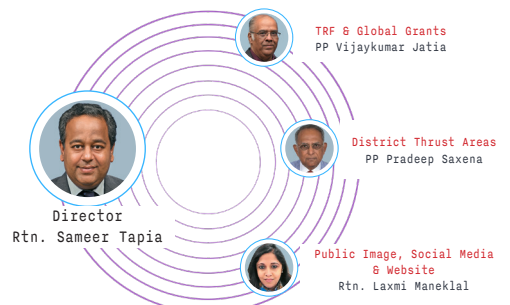 TRF & Global Grants
PP Vijaykumar Jatia
District Thrust Areas
PP Pradeep Saxena
Director
Rtn. Sameer Tapia
Public Image, Social Media
& Website
Rtn. Laxmi Maneklal